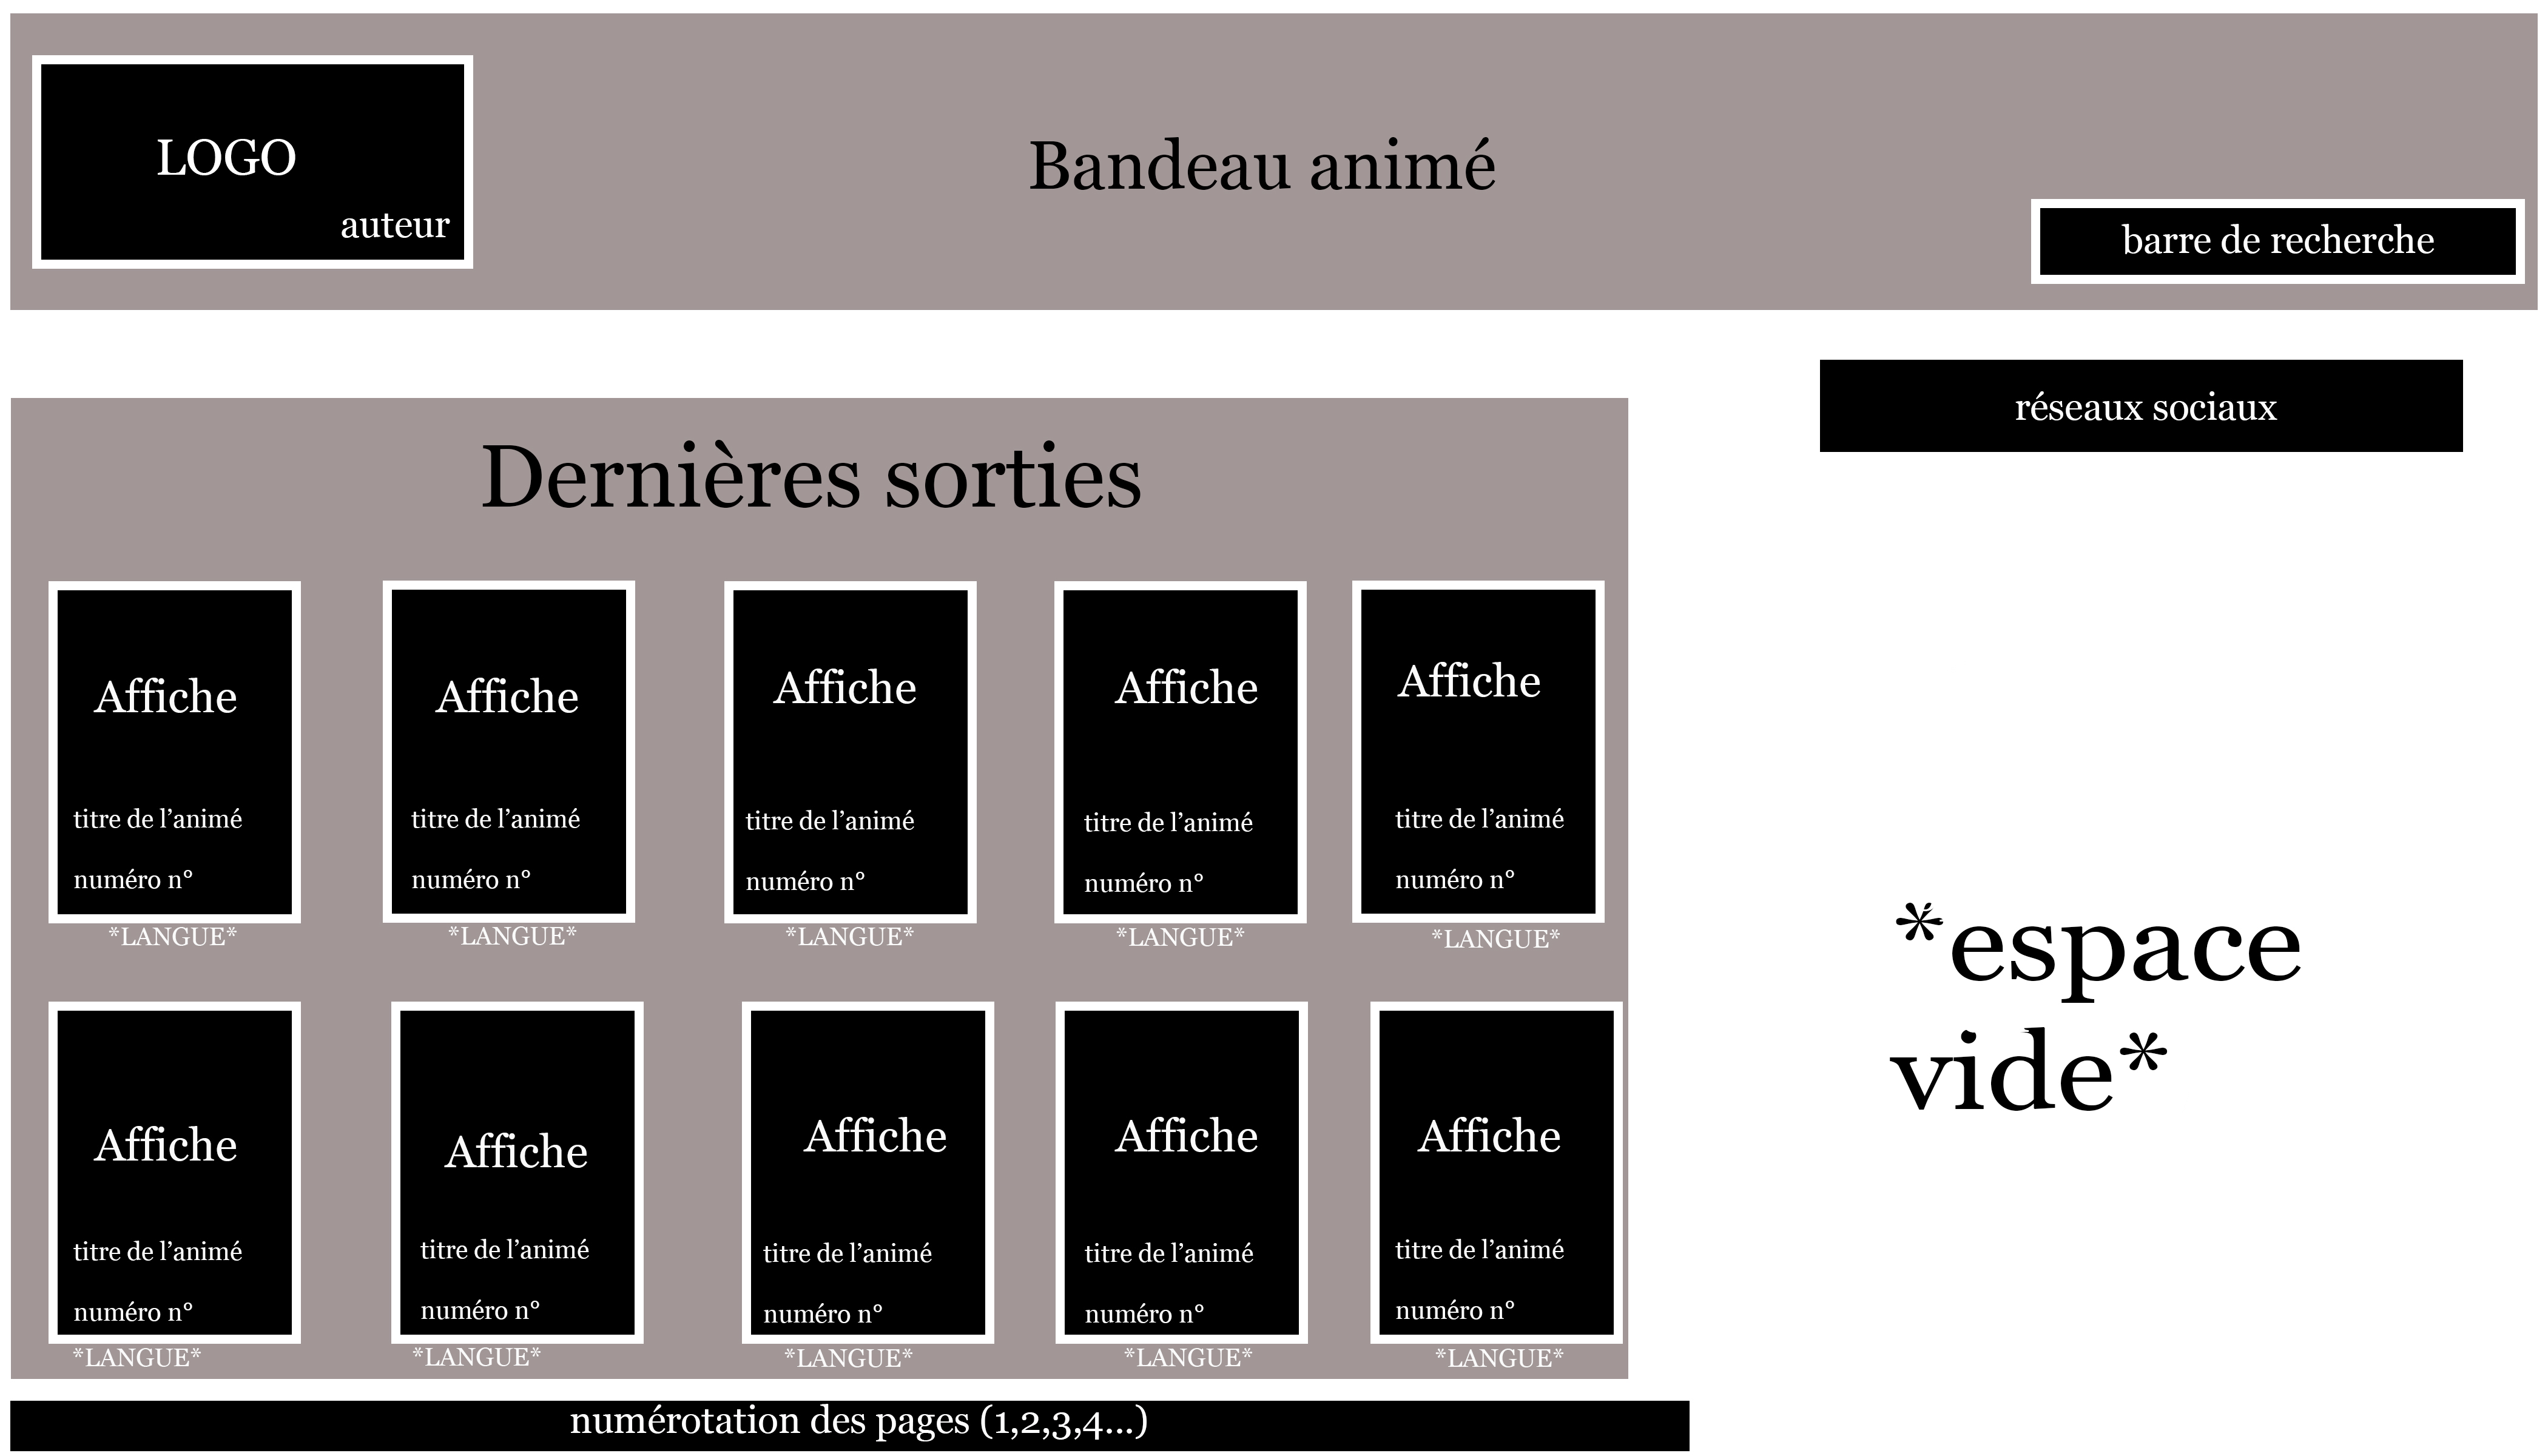 LOGO
auteur
Bandeau animé
barre de recherche
réseaux sociaux
Dernières sorties
Affiche
titre de l’animé
numéro n°
*LANGUE*
Affiche
titre de l’animé
numéro n°
*LANGUE*
Affiche
titre de l’animé
numéro n°
*LANGUE*
Affiche
titre de l’animé
numéro n°
*LANGUE*
Affiche
titre de l’animé
numéro n°
*LANGUE*
Affiche
titre de l’animé
numéro n°
*LANGUE*
Affiche
titre de l’animé
numéro n°
*LANGUE*
Affiche
titre de l’animé
numéro n°
*LANGUE*
Affiche
titre de l’animé
numéro n°
*LANGUE*
Affiche
titre de l’animé
numéro n°
*LANGUE*
*espace
vide*
numérotation des pages (1,2,3,4...)